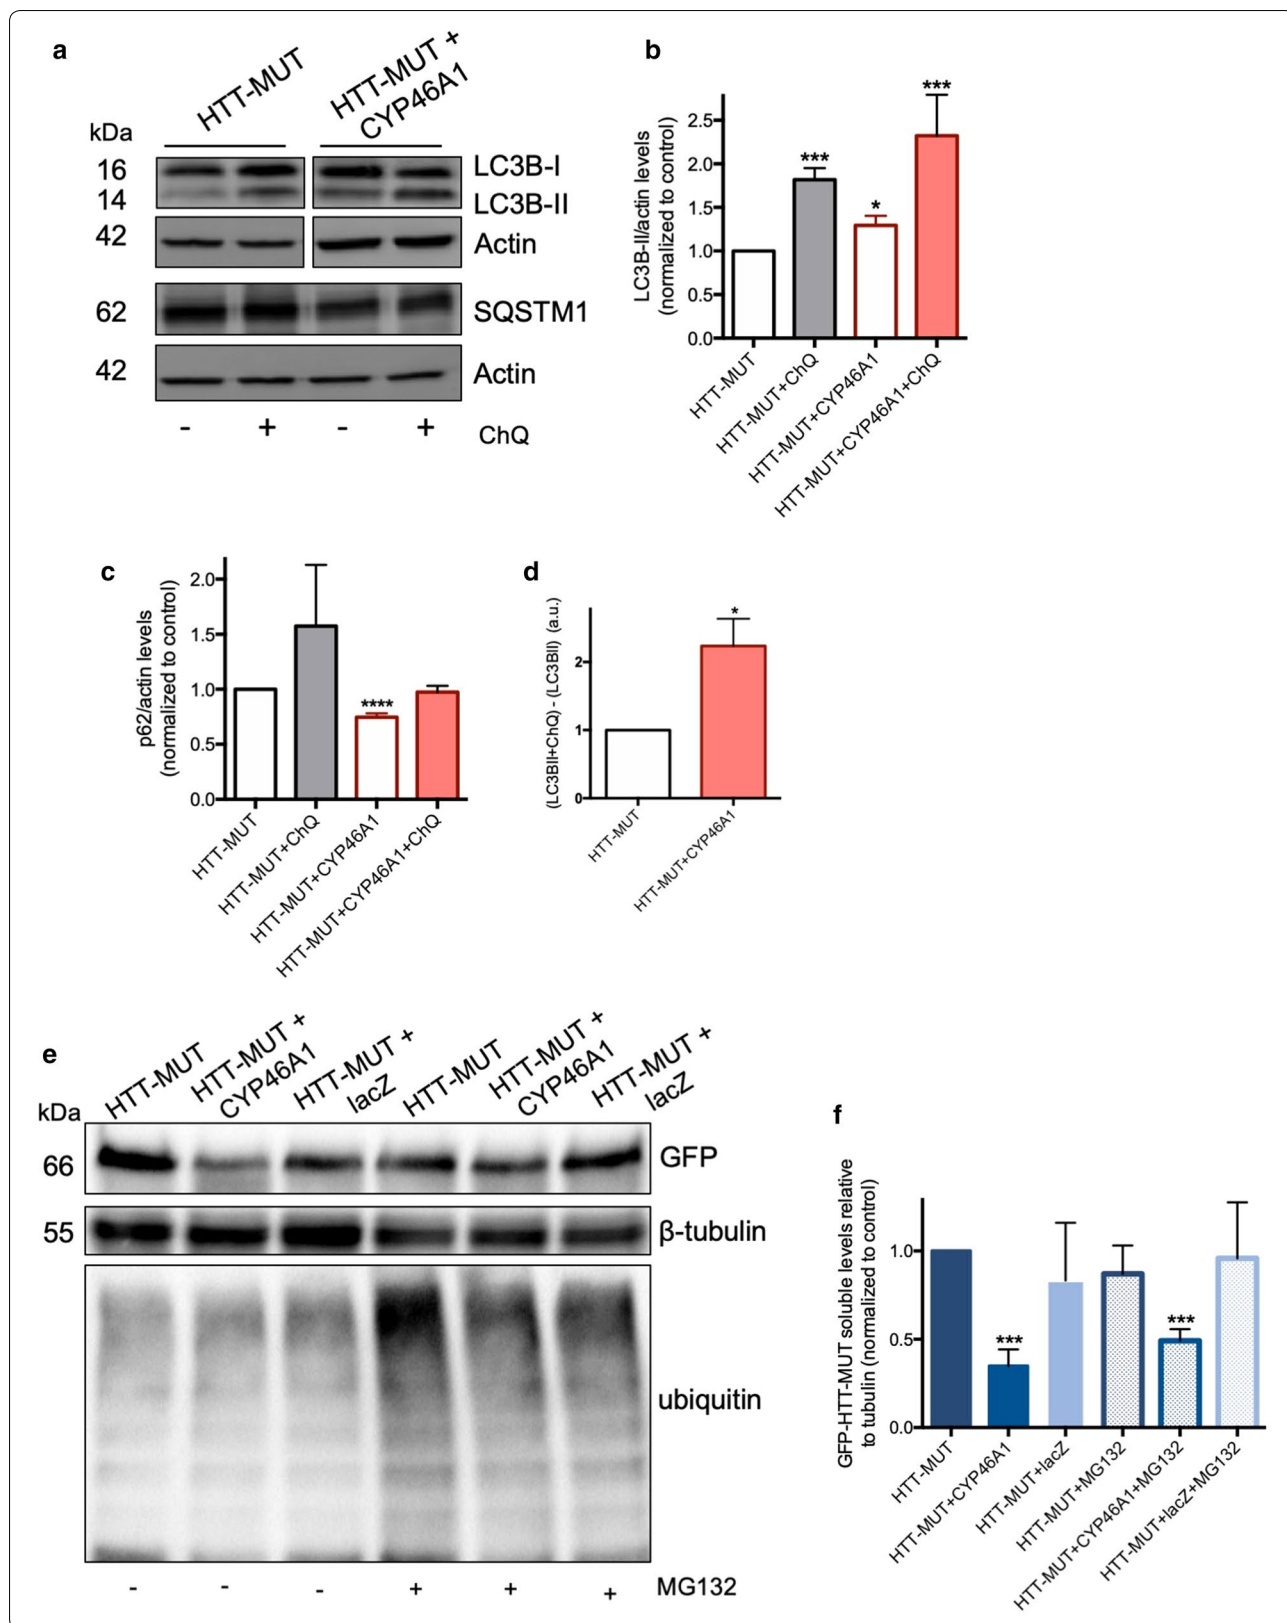 a
HTT-MUT
HTT-MUT +
CYP46A1
kDa
16
14
42
62
42
LC3B-I
LC3B-II
Actin
SQSTM1
Actin
- + - + ChQ
b
LC3B-II/actin levels
(normalized to control)
2.5
2.0
1.5
1.0
0.5
0.0
***
*
***
HTT-MUT
HTT-MUT+ChQ
HTT-MUT+CYP46A1
HTT-MUT+CYP46A1+ChQ
c
p62/actin levels
(normalized to control)
2.0
1.5
1.0
0.5
0.0
****
HTT-MUT
HTT-MUT+ChQ
HTT-MUT+CYP46A1
HTT-MUT+CYP46A1+ChQ
d
(LC3BII+ChQ) - (LC3BII) (a.u.)
2
1
0
*
HTT-MUT
HTT-MUT+CYP46A1
e
HTT-MUT
HTT-MUT +
CYP46A1
HTT-MUT +
lacZ
HTT-MUT
HTT-MUT +
CYP46A1
HTT-MUT +
lacZ
kDa
66
55
GFP
β-tubulin
ubiquitin
- - - + + + MG132
f
GFP-HTT-MUT soluble levels relative
to tubulin (normalized to control)
1.0
0.5
0.0
***
***
HTT-MUT
HTT-MUT+CYP46A1
HTT-MUT+lacZ
HTT-MUT+MG132
HTT-MUT+CYP46A1+MG132
HTT-MUT+lacZ+MG132